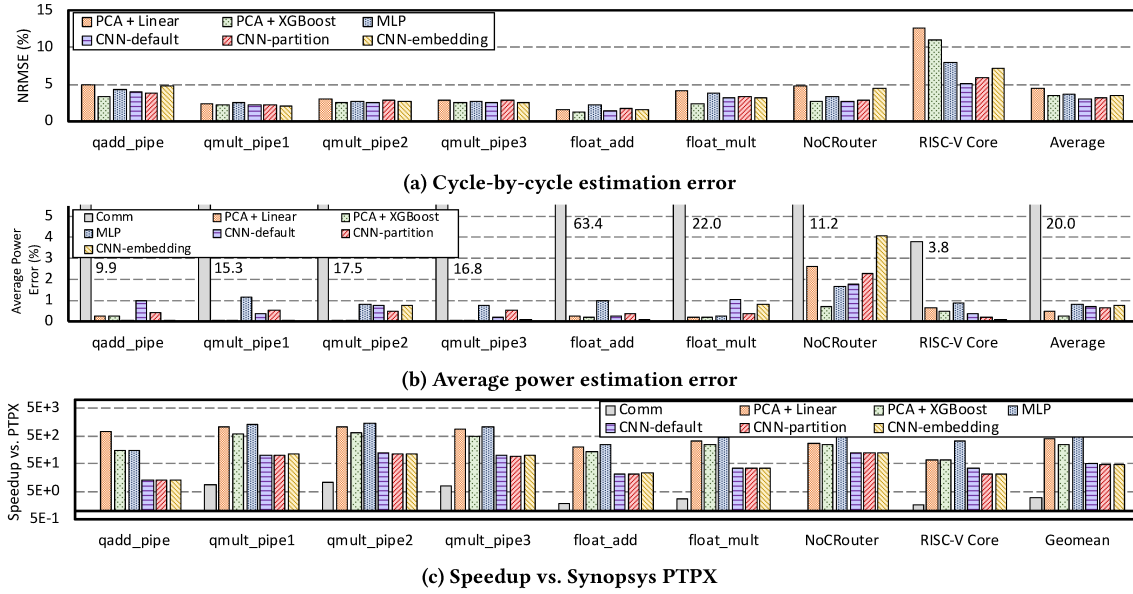 15
10
5
0
NRMSE (%)
PCA + Linear PCA + XGBoost MLP
CNN-default CNN-partition CNN-embedding
qadd_pipe qmult_pipe1 qmult_pipe2 qmult_pipe3 float_add float_mult NoCRouter RISC-V Core Average
(a) Cycle-by-cycle estimation error
5
4
3
2
1
0
Average Power
Error (%)
Comm PCA + Linear PCA + XGBoost
MLP CNN-default CNN-partition
CNN-embedding
9.9 15.3 17.5 16.8 63.4 22.0 11.2 3.8 20.0
qadd_pipe qmult_pipe1 qmult_pipe2 qmult_pipe3 float_add float_mult NoCRouter RISC-V Core Average
(b) Average power estimation error
5E+3
5E+2
5E+1
5E+0
5E-1
Speedup vs. PTPX
Comm PCA + Linear PCA + XGBoost MLP
CNN-default CNN-partition CNN-embedding
qadd_pipe qmult_pipe1 qmult_pipe2 qmult_pipe3 float_add float_mult NoCRouter RISC-V Core Geomean
(c) Speedup vs. Synopsys PTPX